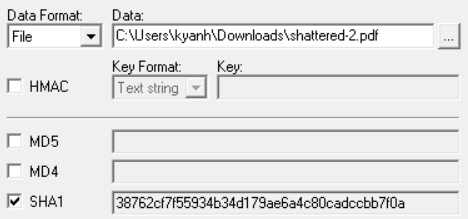 Data Format: Data:
File C:\Users\kyanh\Downloads\shattered-2.pdf ...
Key Format: Key:
HMAC Text string
MD5
MD4
SHA1 38762cf7f55934b34d179ae6a4c80cadccbb7f0a